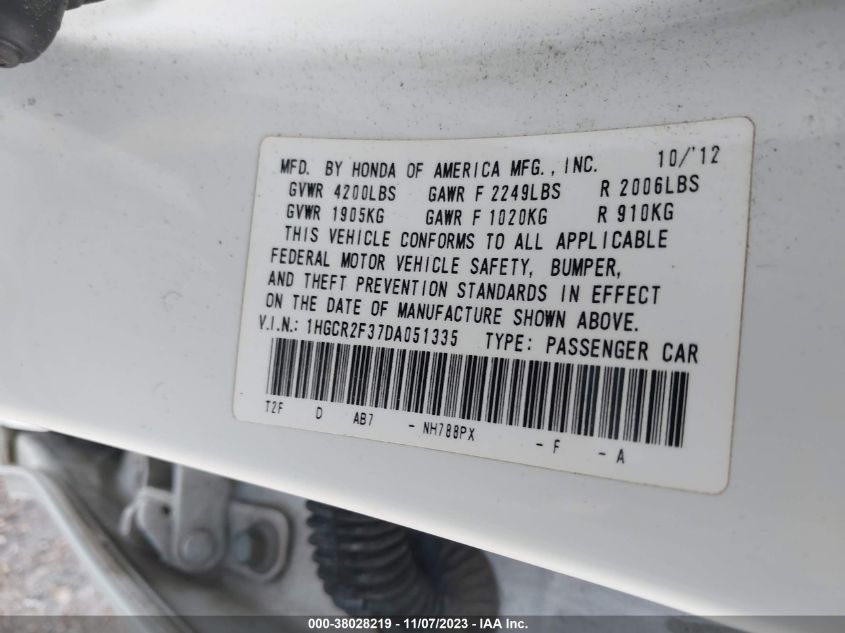 MFD. BY HONDA OF AMERICA MFG., INC. 10/'12
GVWR 4200LBS GAWR F 2249LBS R 2006LBS
GVWR 1905KG GAWR F 1020KG R 910KG
THIS VEHICLE CONFORMS TO ALL APPLICABLE
FEDERAL MOTOR VEHICLE SAFETY, BUMPER,
AND THEFT PREVENTION STANDARDS IN EFFECT
ON THE DATE OF MANUFACTURE SHOWN ABOVE.
V.I.N.: 1HGCR2F37DA051335 TYPE: PASSENGER CAR
T2F D AB7 - NH788PX - F - A
000-38028219 - 11/07/2023 - IAA Inc.